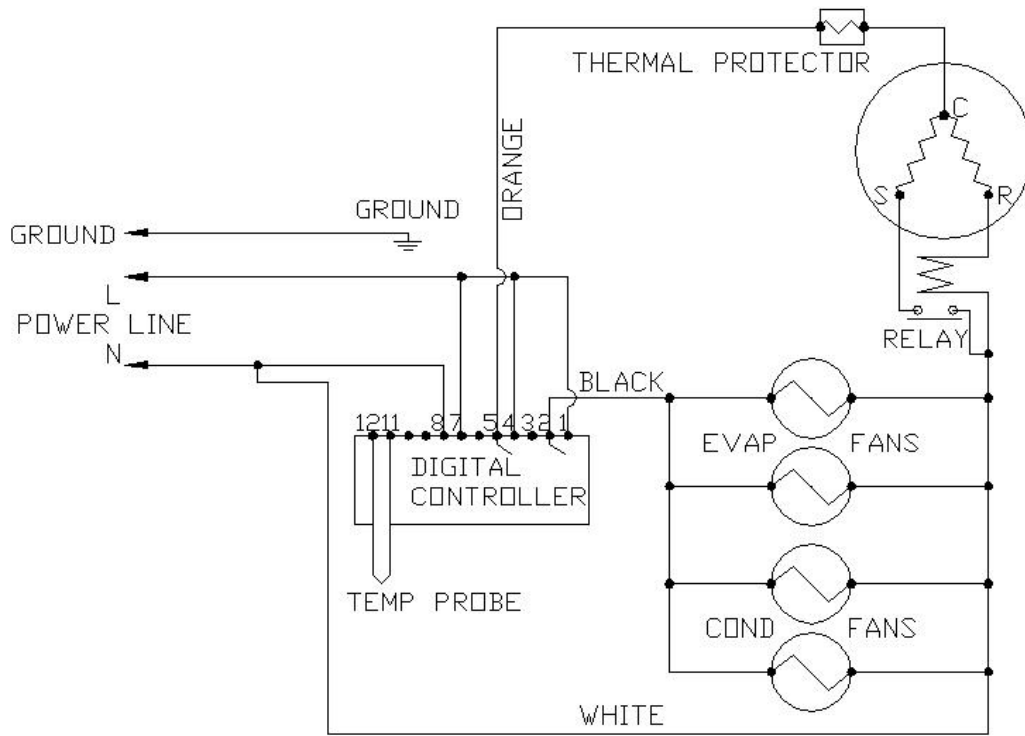 THERMAL PROTECTOR
C
ORANGE
S
R
GROUND
GROUND
L
POWER LINE
RELAY
N
BLACK
12 11 8 7 5 4 3 2 1
EVAP FANS
DIGITAL
CONTROLLER
TEMP PROBE
COND FANS
WHITE